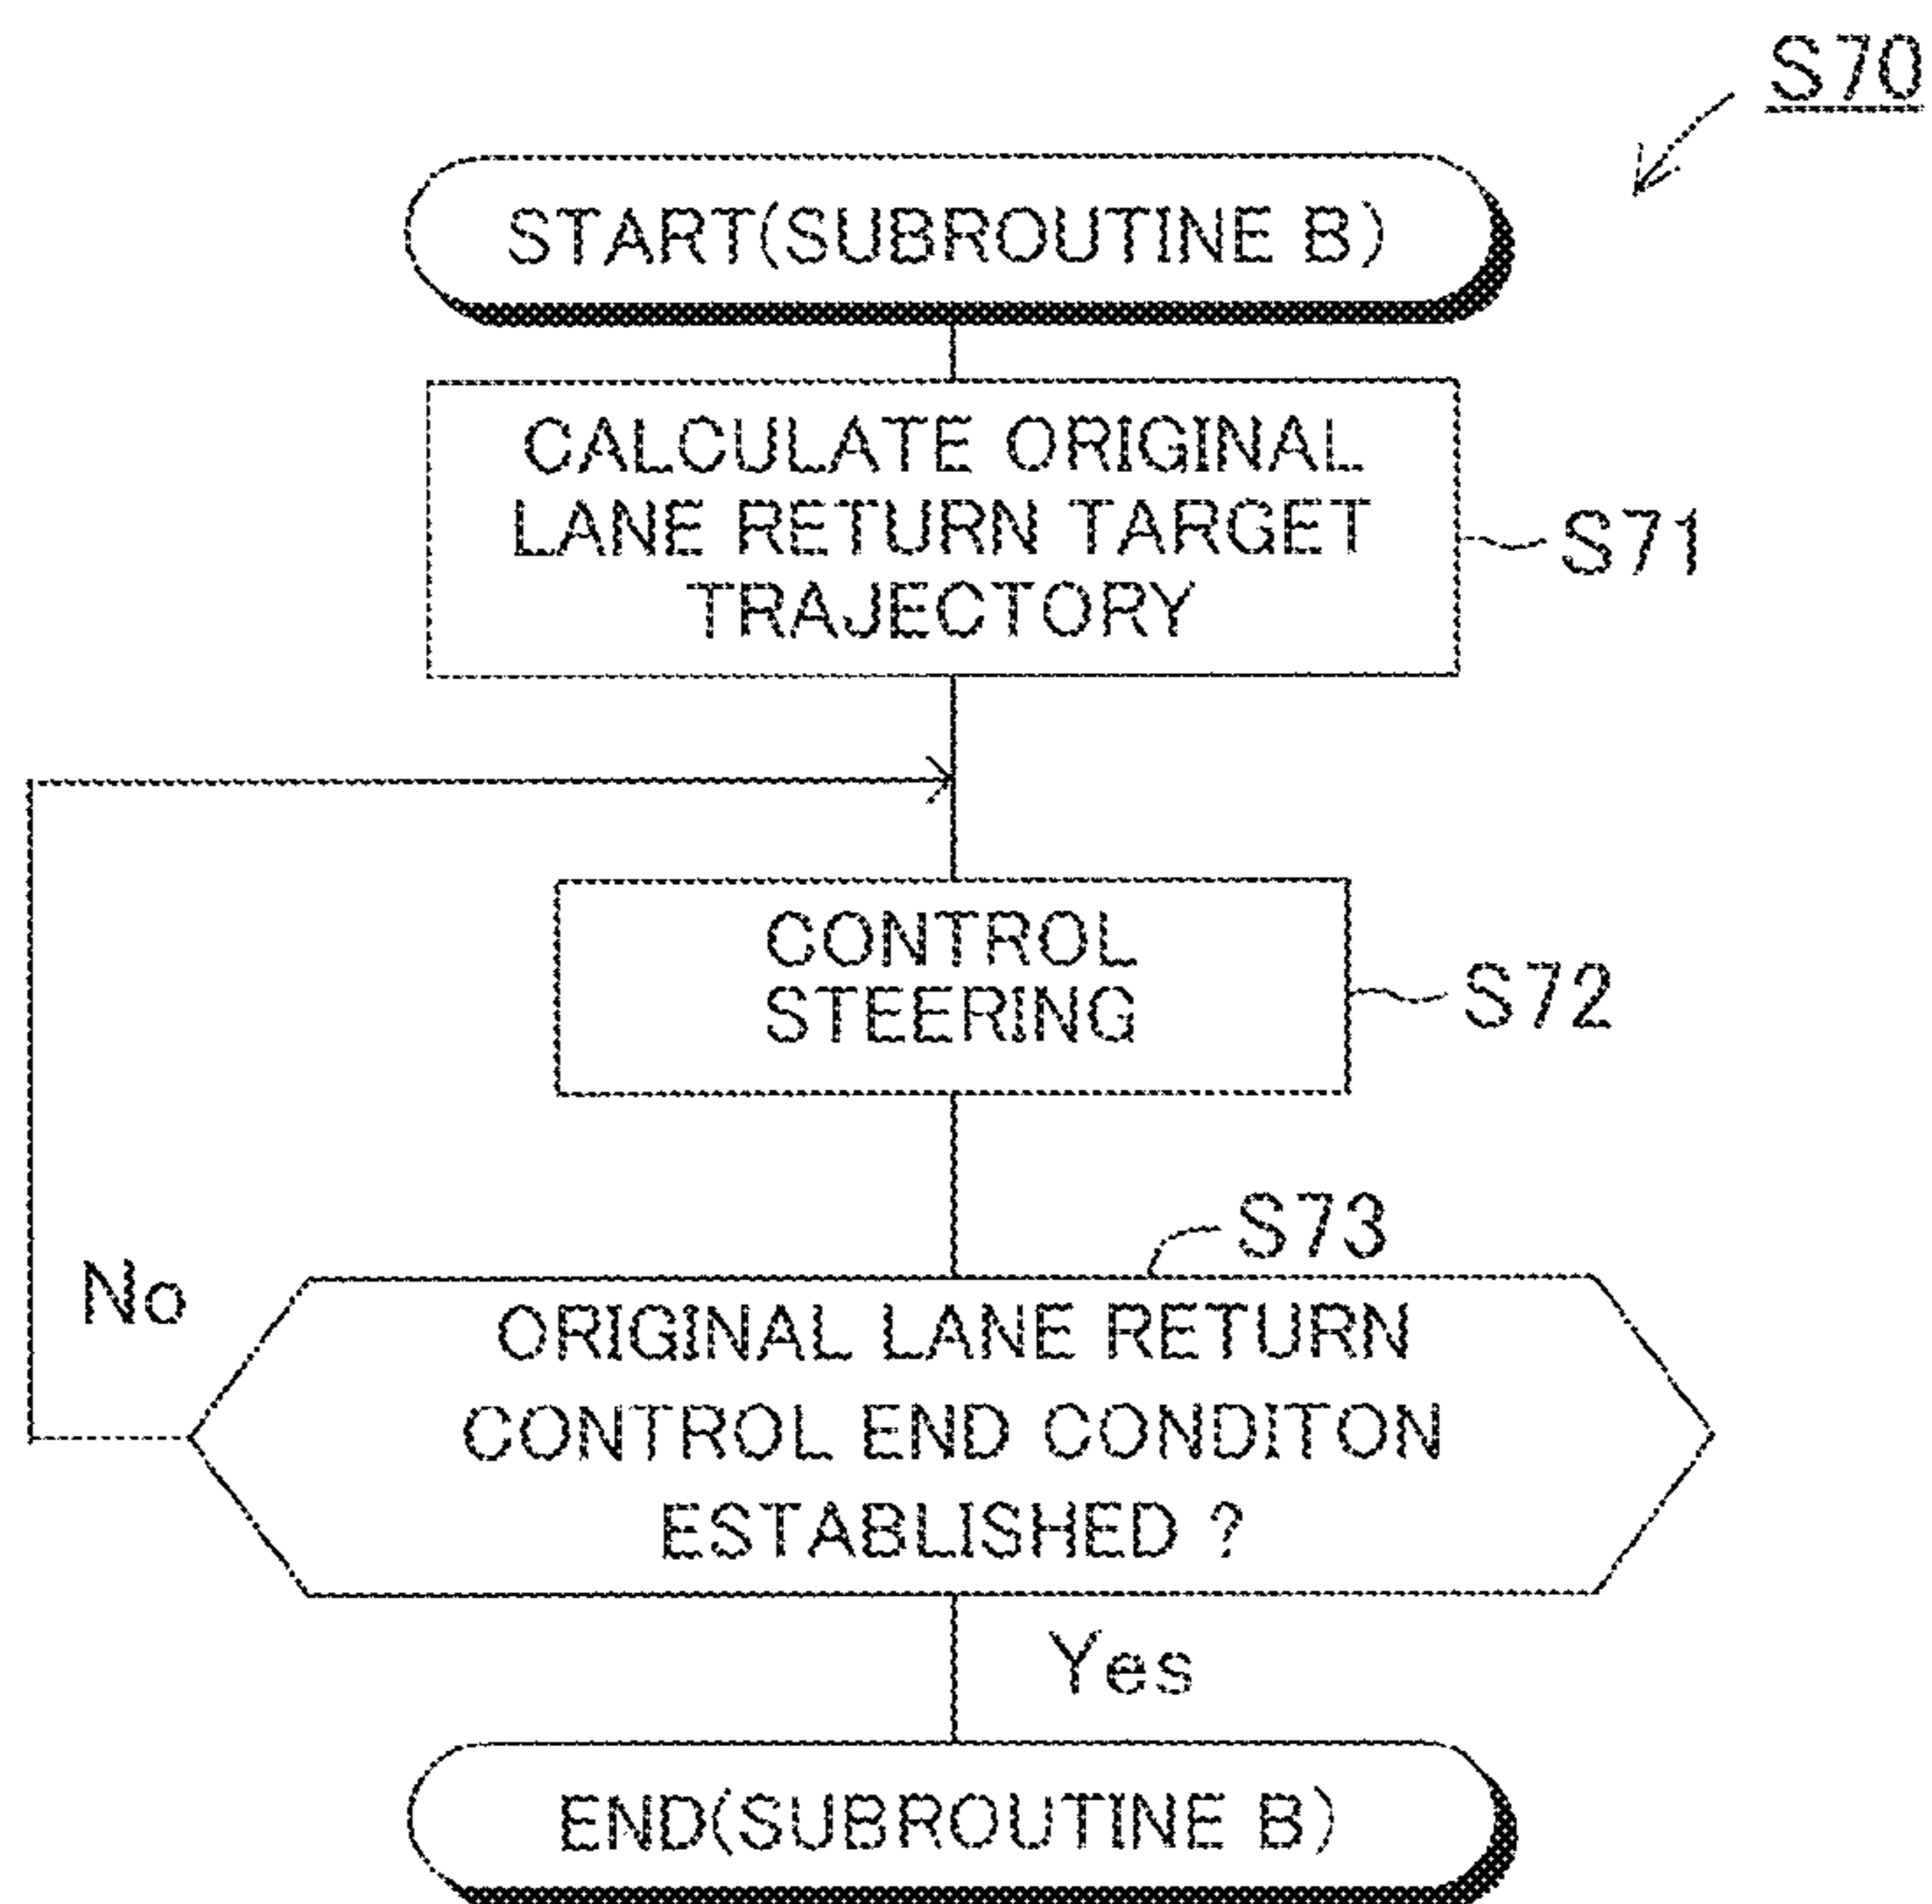 S70
START(SUBROUTINE B)
CALCULATE ORIGINAL
LANE RETURN TARGET
TRAJECTORY
S71
CONTROL
STEERING
S72
S73
No
ORIGINAL LANE RETURN
CONTROL END CONDITON
ESTABLISHED ?
Yes
END(SUBROUTINE B)